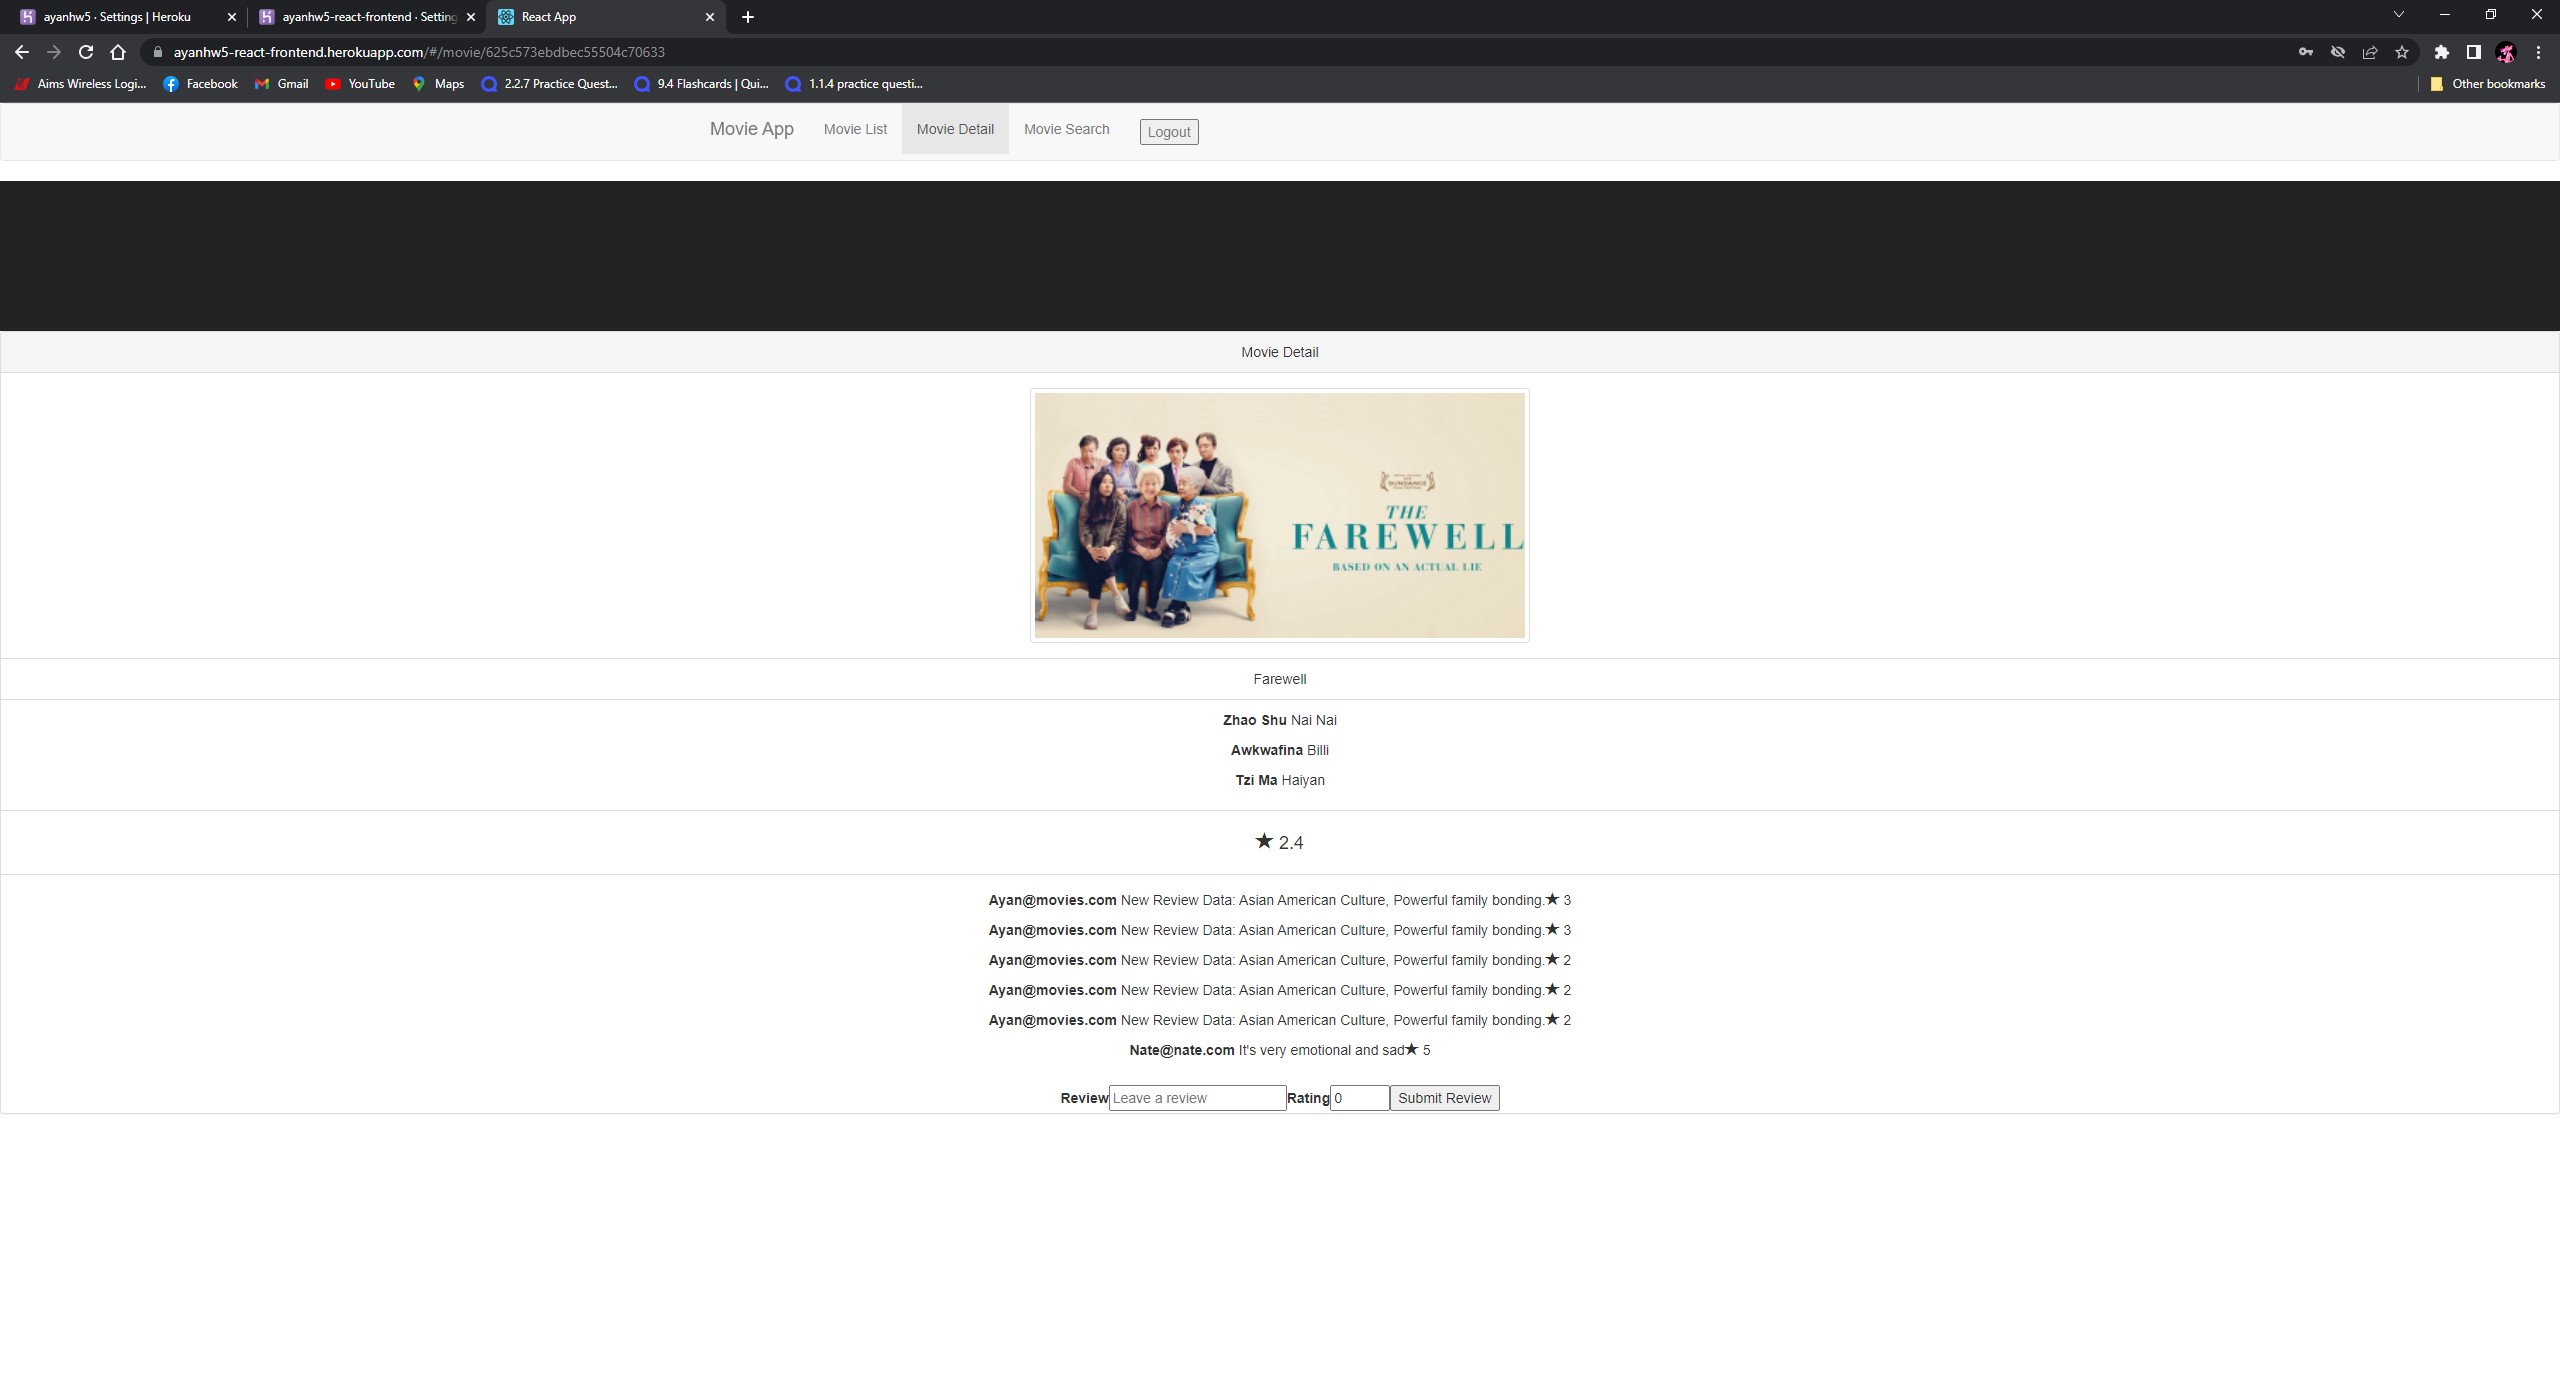 ayanhw5 · Settings | Heroku
ayanhw5-react-frontend · Setting
React App
ayanhw5-react-frontend.herokuapp.com/#/movie/625c573ebdbec55504c70633
Aims Wireless Logi... Facebook Gmail YouTube Maps 2.2.7 Practice Quest... 9.4 Flashcards | Qui... 1.1.4 practice questi... Other bookmarks
Movie App Movie List Movie Detail Movie Search Logout
Movie Detail
SUNDANCE
THE
FAREWELL
BASED ON AN ACTUAL LIE
Farewell
Zhao Shu Nai Nai
Awkwafina Billi
Tzi Ma Haiyan
★ 2.4
Ayan@movies.com New Review Data: Asian American Culture, Powerful family bonding.★ 3
Ayan@movies.com New Review Data: Asian American Culture, Powerful family bonding.★ 3
Ayan@movies.com New Review Data: Asian American Culture, Powerful family bonding.★ 2
Ayan@movies.com New Review Data: Asian American Culture, Powerful family bonding.★ 2
Ayan@movies.com New Review Data: Asian American Culture, Powerful family bonding.★ 2
Nate@nate.com It's very emotional and sad★ 5
Review Leave a review Rating 0 Submit Review